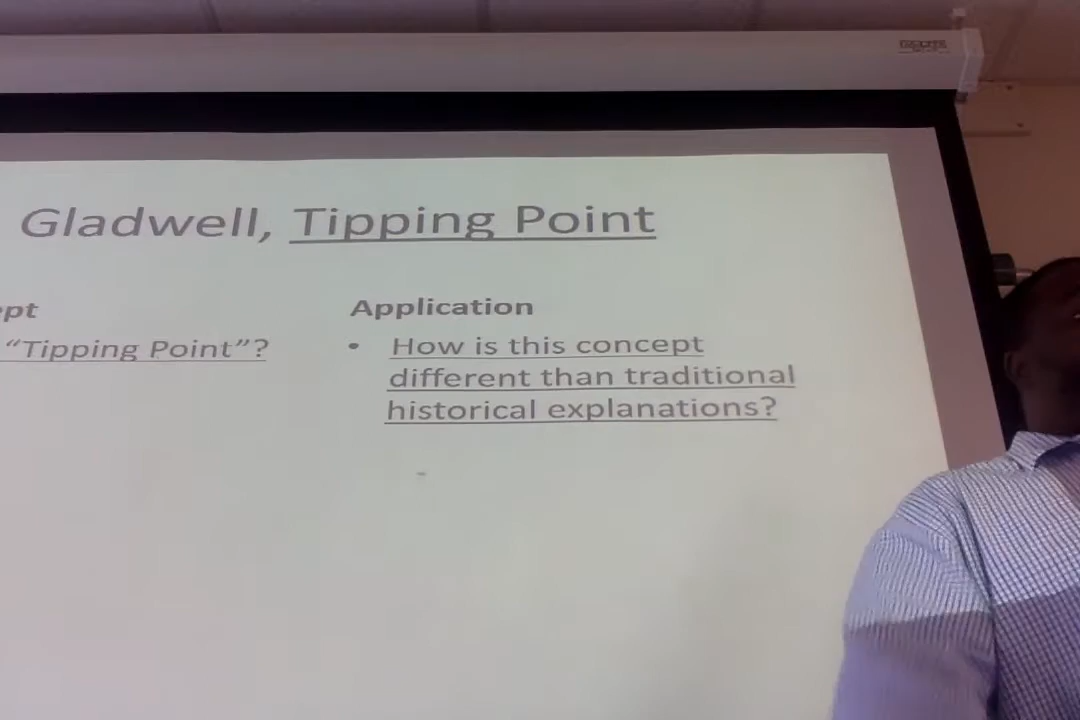 Gladwell, Tipping Point
ept
Application
"Tipping Point"?
• How is this concept
different than traditional
historical explanations?
-